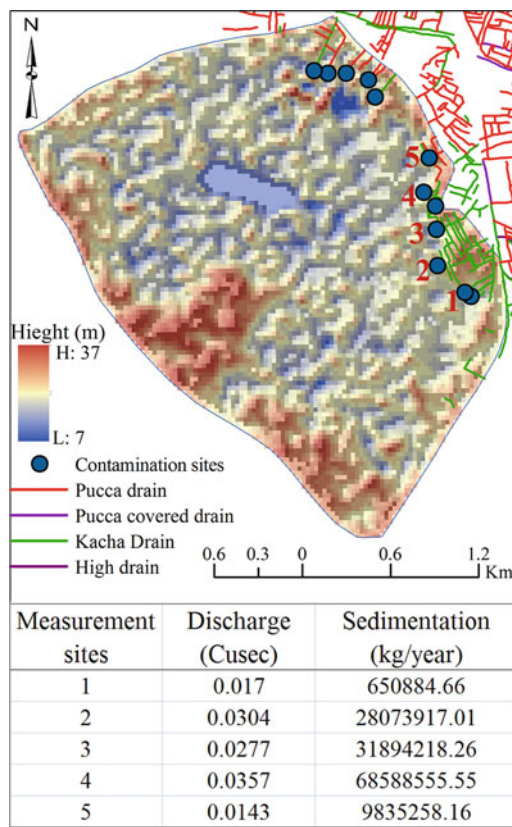 N
5
4
3
2
1
Hieght (m)
H: 37
L: 7
Contamination sites
Pucca drain
Pucca covered drain
Kacha Drain
High drain
0.6 0.3 0 0.6 1.2
Km
Measurement sites Discharge (Cusec) Sedimentation (kg/year)
1 0.017 650884.66
2 0.0304 28073917.01
3 0.0277 31894218.26
4 0.0357 68588555.55
5 0.0143 9835258.16